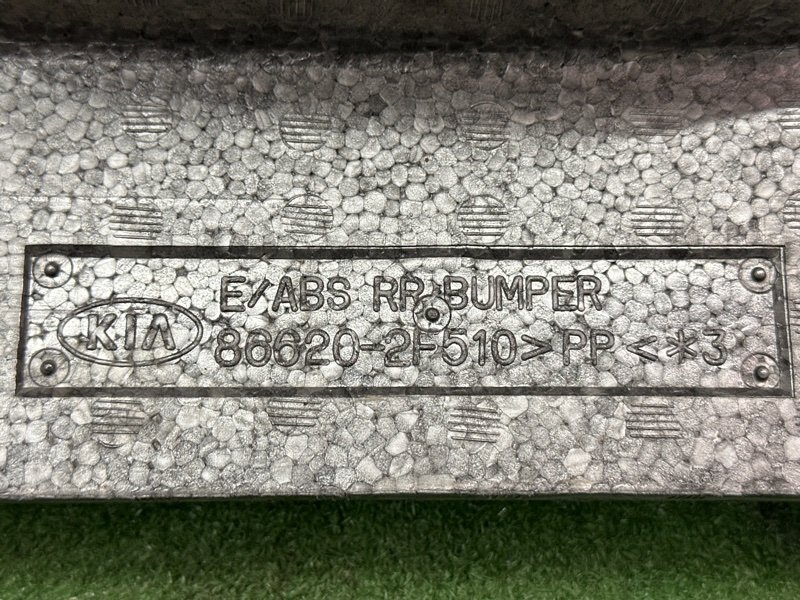 KIA
E/ABS RR BUMPER
86620-2F510>PP<*3